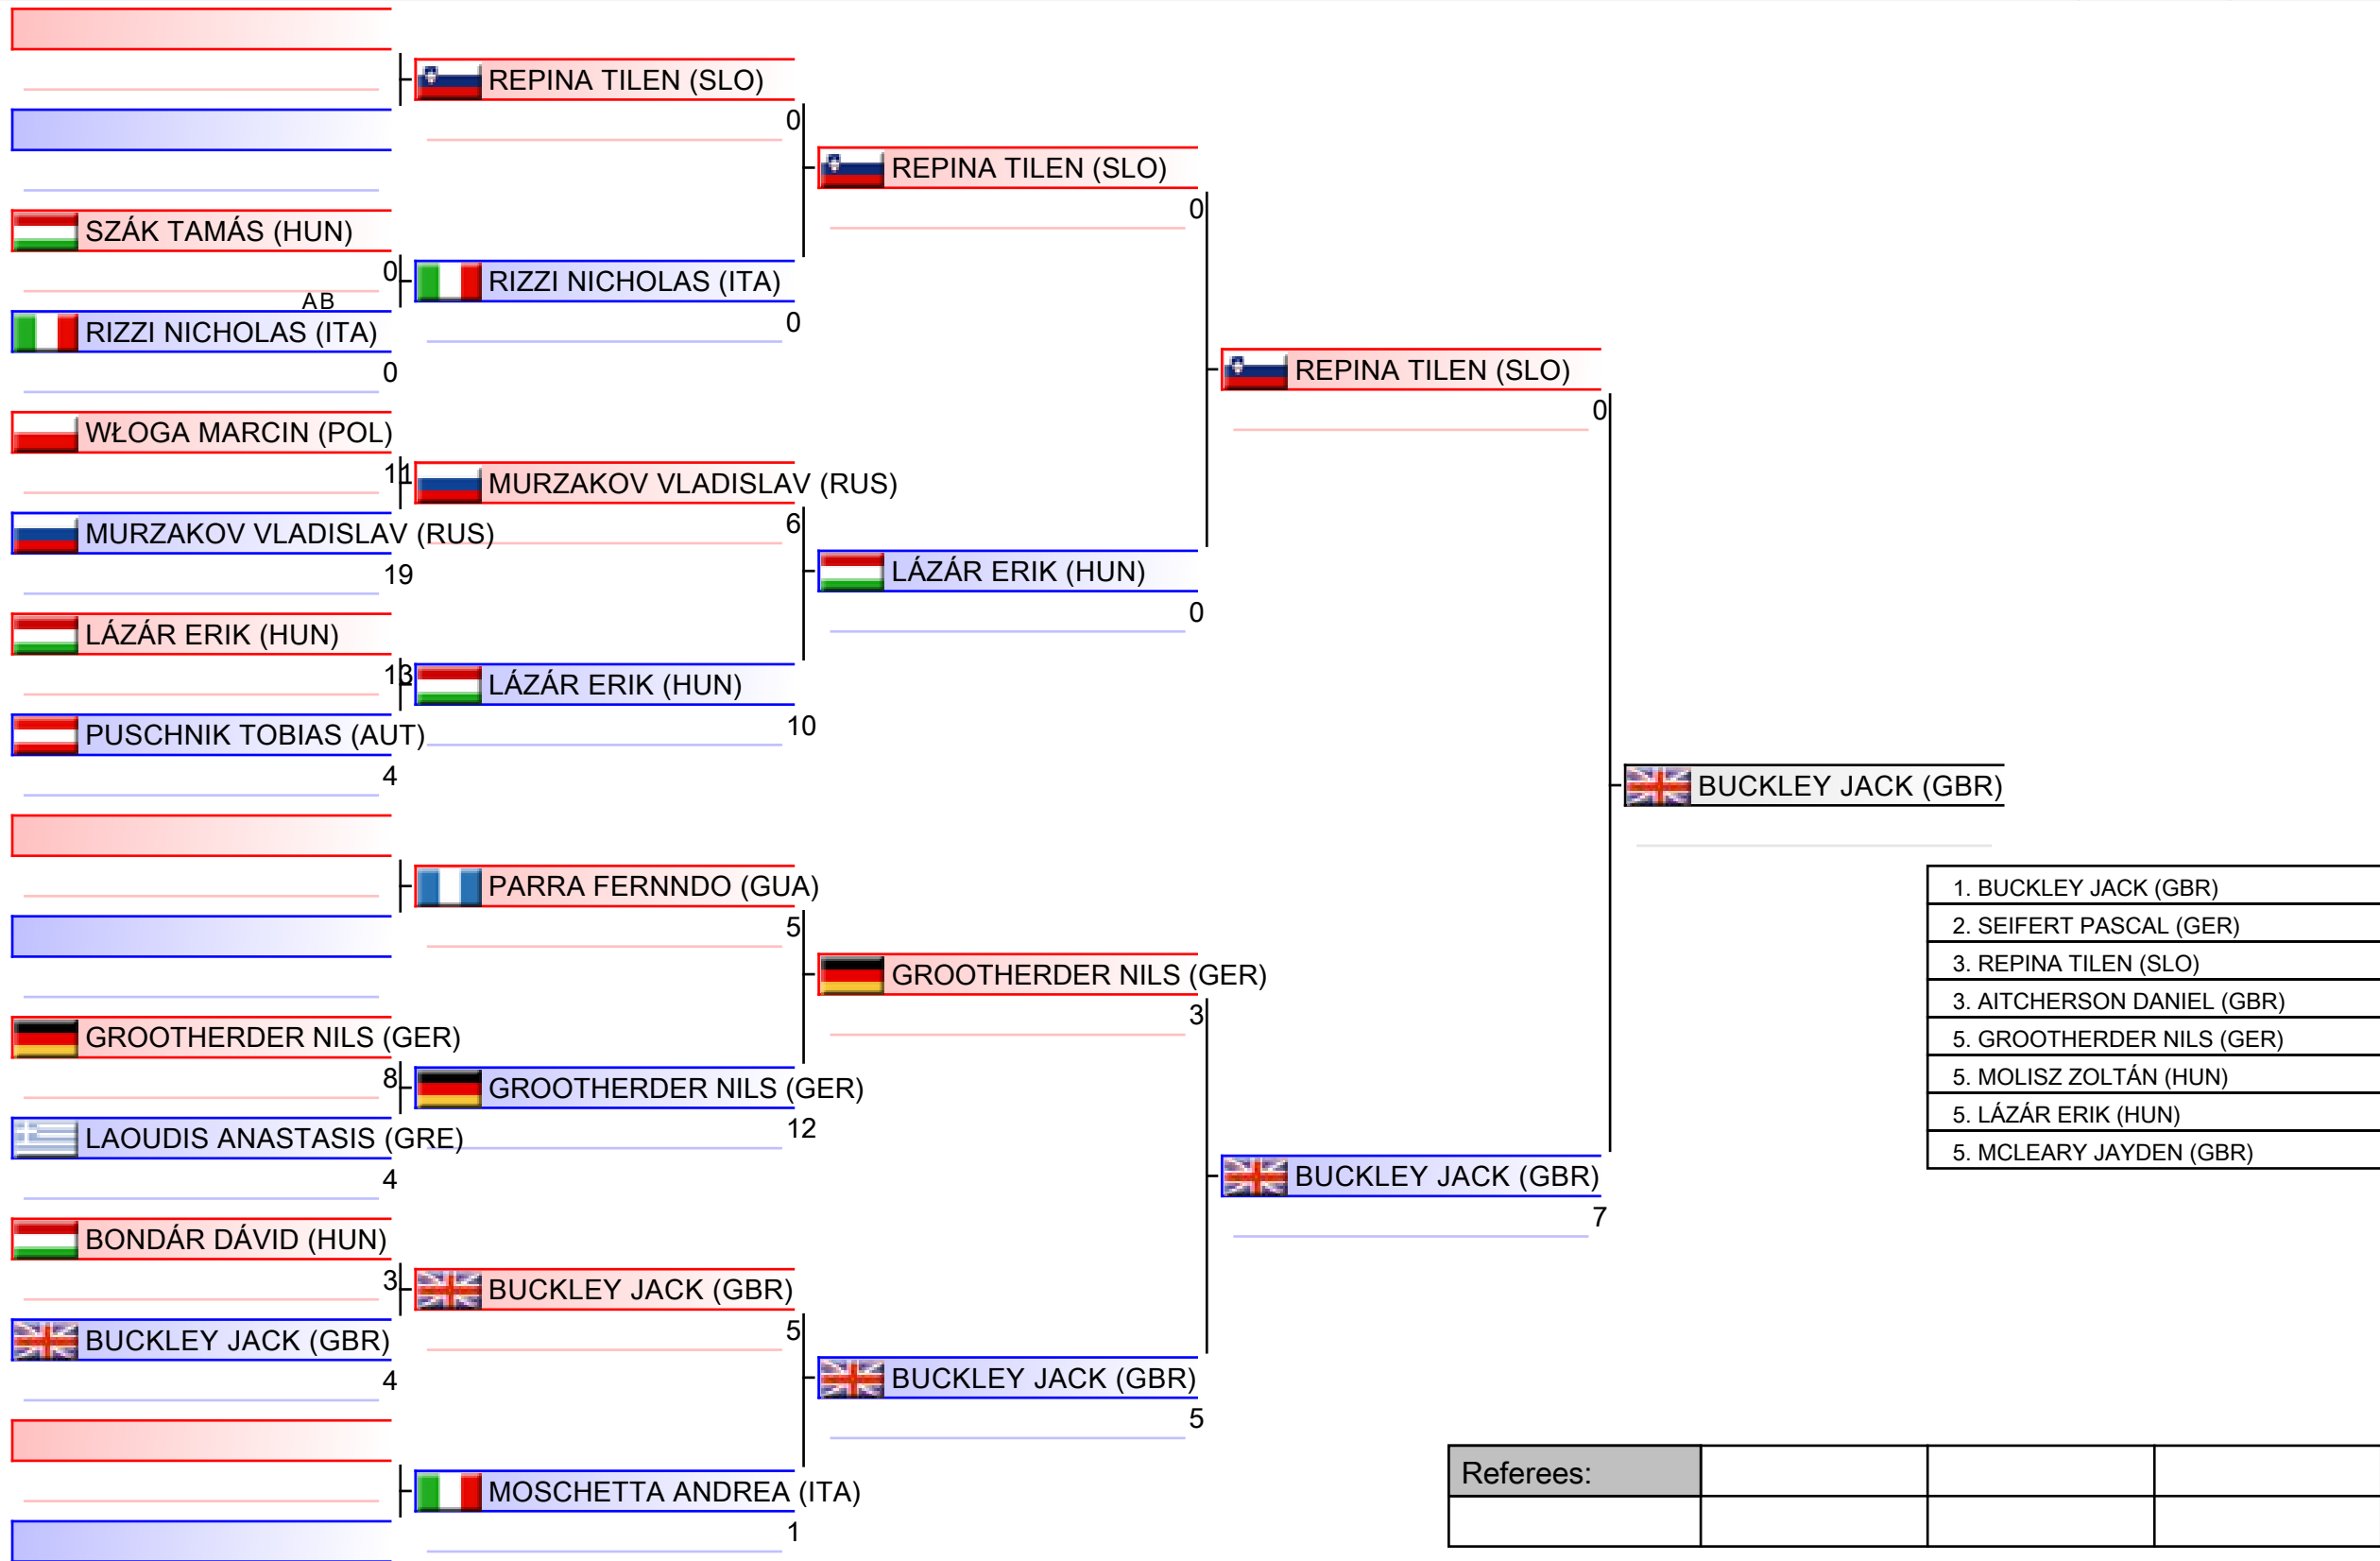 REPINA TILEN (SLO)
0
SZÁK TAMÁS (HUN)
0
AB
RIZZI NICHOLAS (ITA)
0
RIZZI NICHOLAS (ITA)
0
REPINA TILEN (SLO)
0
WŁOGA MARCIN (POL)
11
MURZAKOV VLADISLAV (RUS)
19
MURZAKOV VLADISLAV (RUS)
6
LÁZÁR ERIK (HUN)
13
PUSCHNIK TOBIAS (AUT)
4
LÁZÁR ERIK (HUN)
10
LÁZÁR ERIK (HUN)
0
REPINA TILEN (SLO)
0
PARRA FERNNDO (GUA)
5
GROOTHERDER NILS (GER)
8
LAOUDIS ANASTASIS (GRE)
4
GROOTHERDER NILS (GER)
12
GROOTHERDER NILS (GER)
3
BONDÁR DÁVID (HUN)
3
BUCKLEY JACK (GBR)
4
BUCKLEY JACK (GBR)
5
MOSCHETTA ANDREA (ITA)
1
BUCKLEY JACK (GBR)
5
BUCKLEY JACK (GBR)
7
BUCKLEY JACK (GBR)
1. BUCKLEY JACK (GBR)
2. SEIFERT PASCAL (GER)
3. REPINA TILEN (SLO)
3. AITCHERSON DANIEL (GBR)
5. GROOTHERDER NILS (GER)
5. MOLISZ ZOLTÁN (HUN)
5. LÁZÁR ERIK (HUN)
5. MCLEARY JAYDEN (GBR)
Referees: